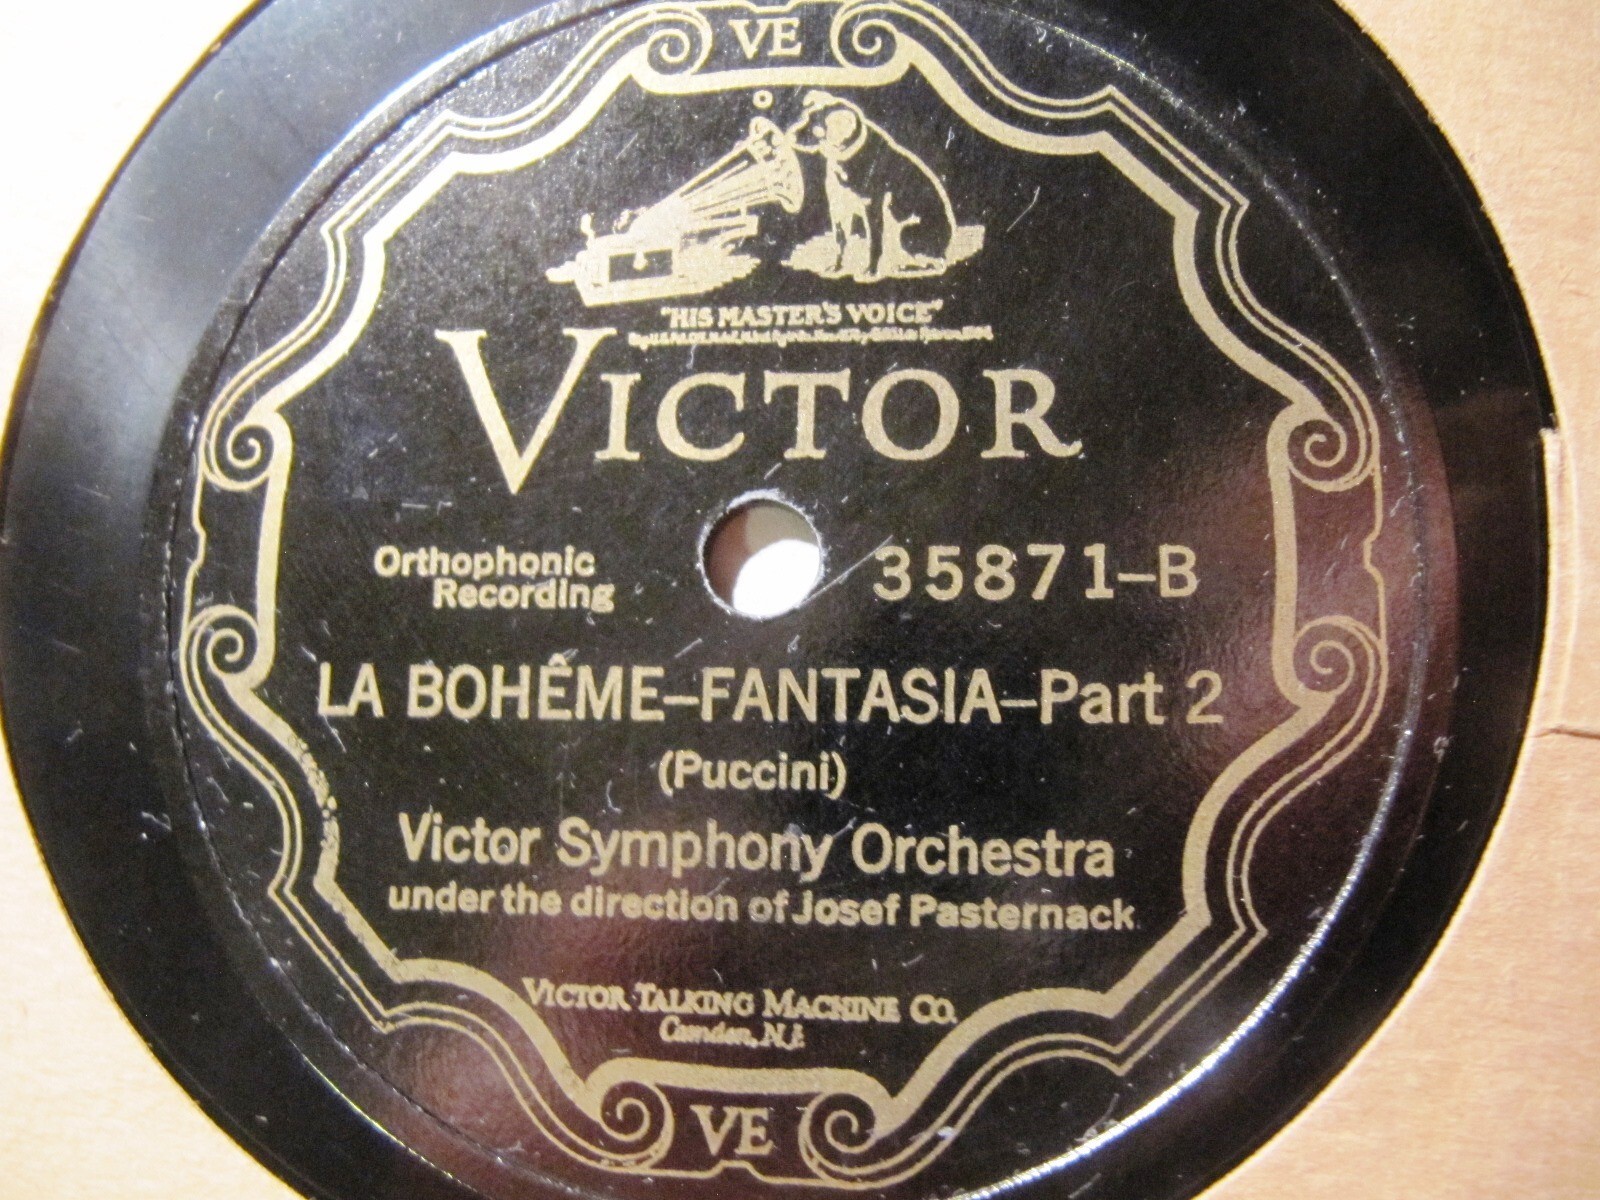 VE
"HIS MASTER'S VOICE"
VICTOR
Orthophonic
Recording
35871-B
LA BOHÊME-FANTASIA-Part 2
(Puccini)
Victor Symphony Orchestra
under the direction of Josef Pasternack
VICTOR TALKING MACHINE CO.
Camden, N.J.
VE